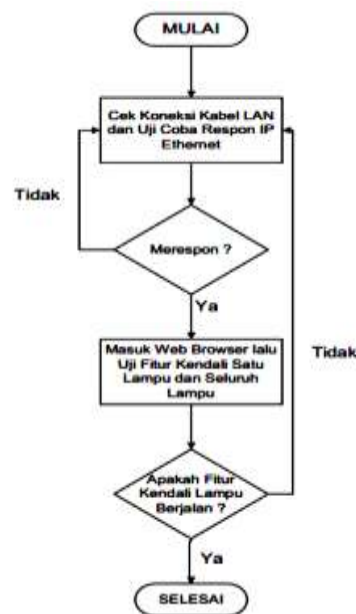 MULAI
Cek Koneksi Kabel LAN
dan Uji Coba Respon IP
Ethernet
Tidak
Merespon ?
Ya
Masuk Web Browser lalu
Uji Fitur Kendali Satu
Lampu dan Seluruh
Lampu
Tidak
Apakah Fitur
Kendali Lampu
Berjalan ?
Ya
SELESAI